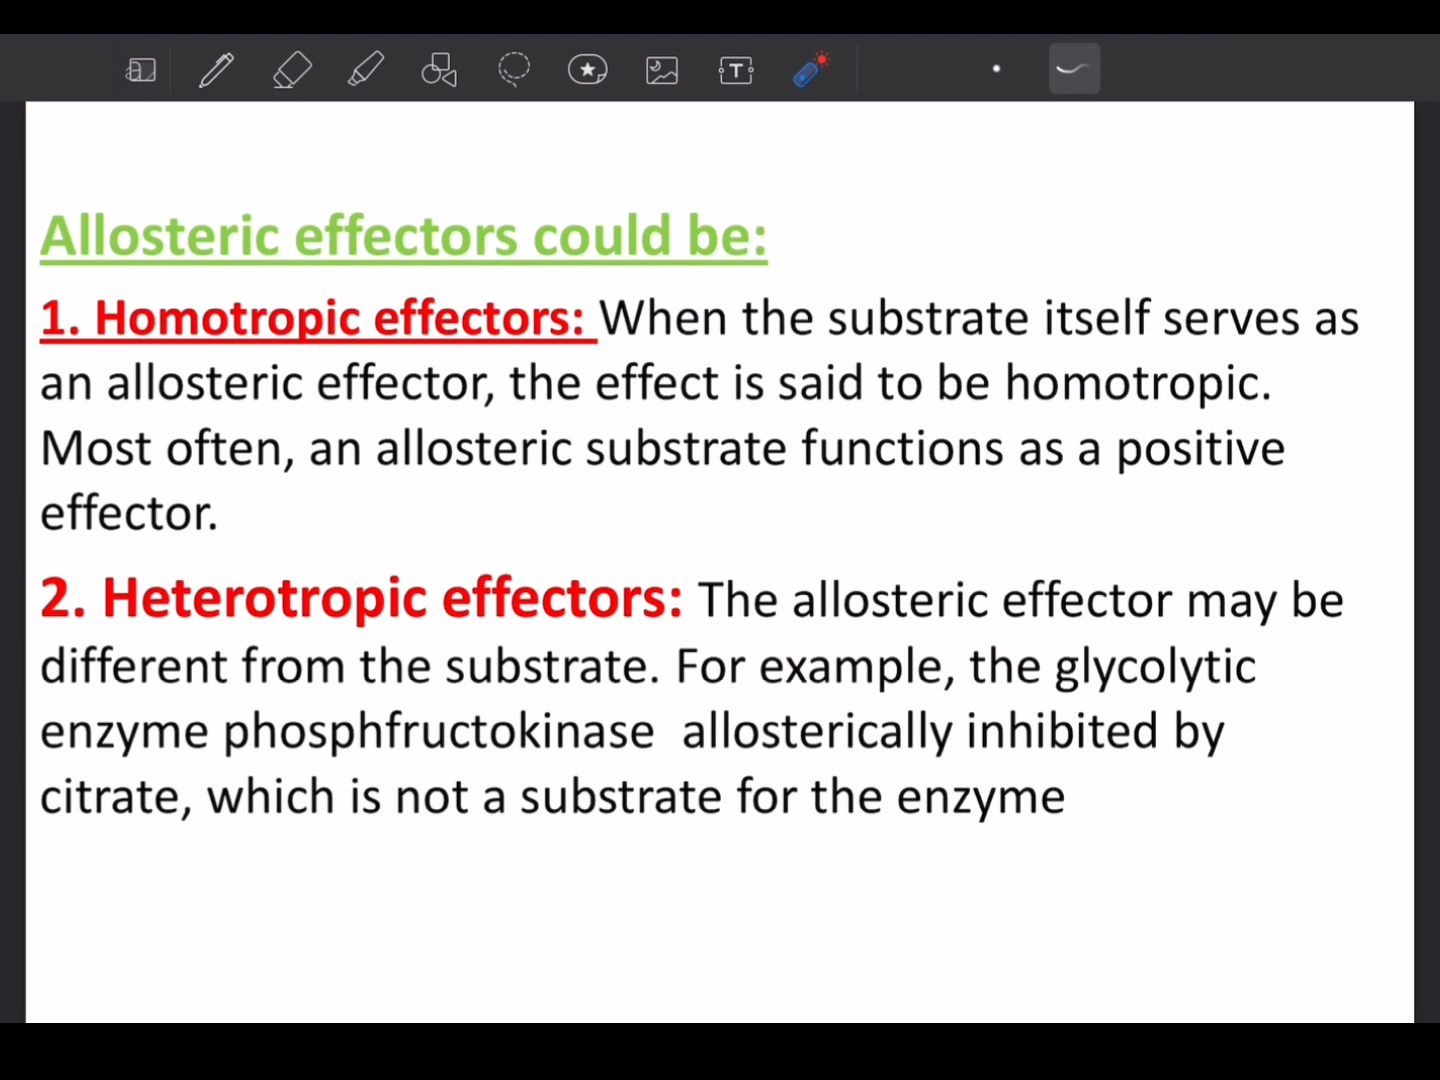 Allosteric effectors could be:
1. Homotropic effectors: When the substrate itself serves as
an allosteric effector, the effect is said to be homotropic.
Most often, an allosteric substrate functions as a positive
effector.
2. Heterotropic effectors: The allosteric effector may be
different from the substrate. For example, the glycolytic
enzyme phosphfructokinase  allosterically inhibited by
citrate, which is not a substrate for the enzyme